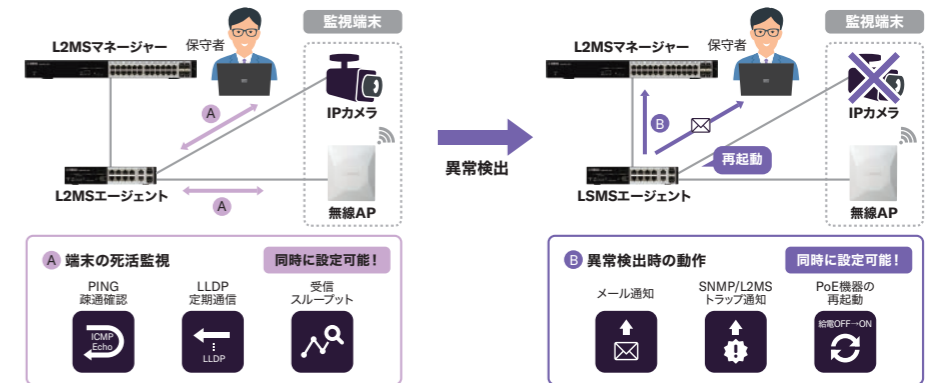 監視端末
L2MSマネージャー
保守者
A
IPカメラ
L2MSエージェント
A
無線AP
A 端末の死活監視
同時に設定可能！
PING
疎通確認
LLDP
定期通信
受信
スループット
ICMP
Echo
LLDP
異常検出
監視端末
L2MSマネージャー
保守者
B
IPカメラ
再起動
LSMSエージェント
無線AP
B 異常検出時の動作
同時に設定可能！
メール通知
SNMP/L2MS
トラップ通知
PoE機器の
再起動
給電OFF→ON